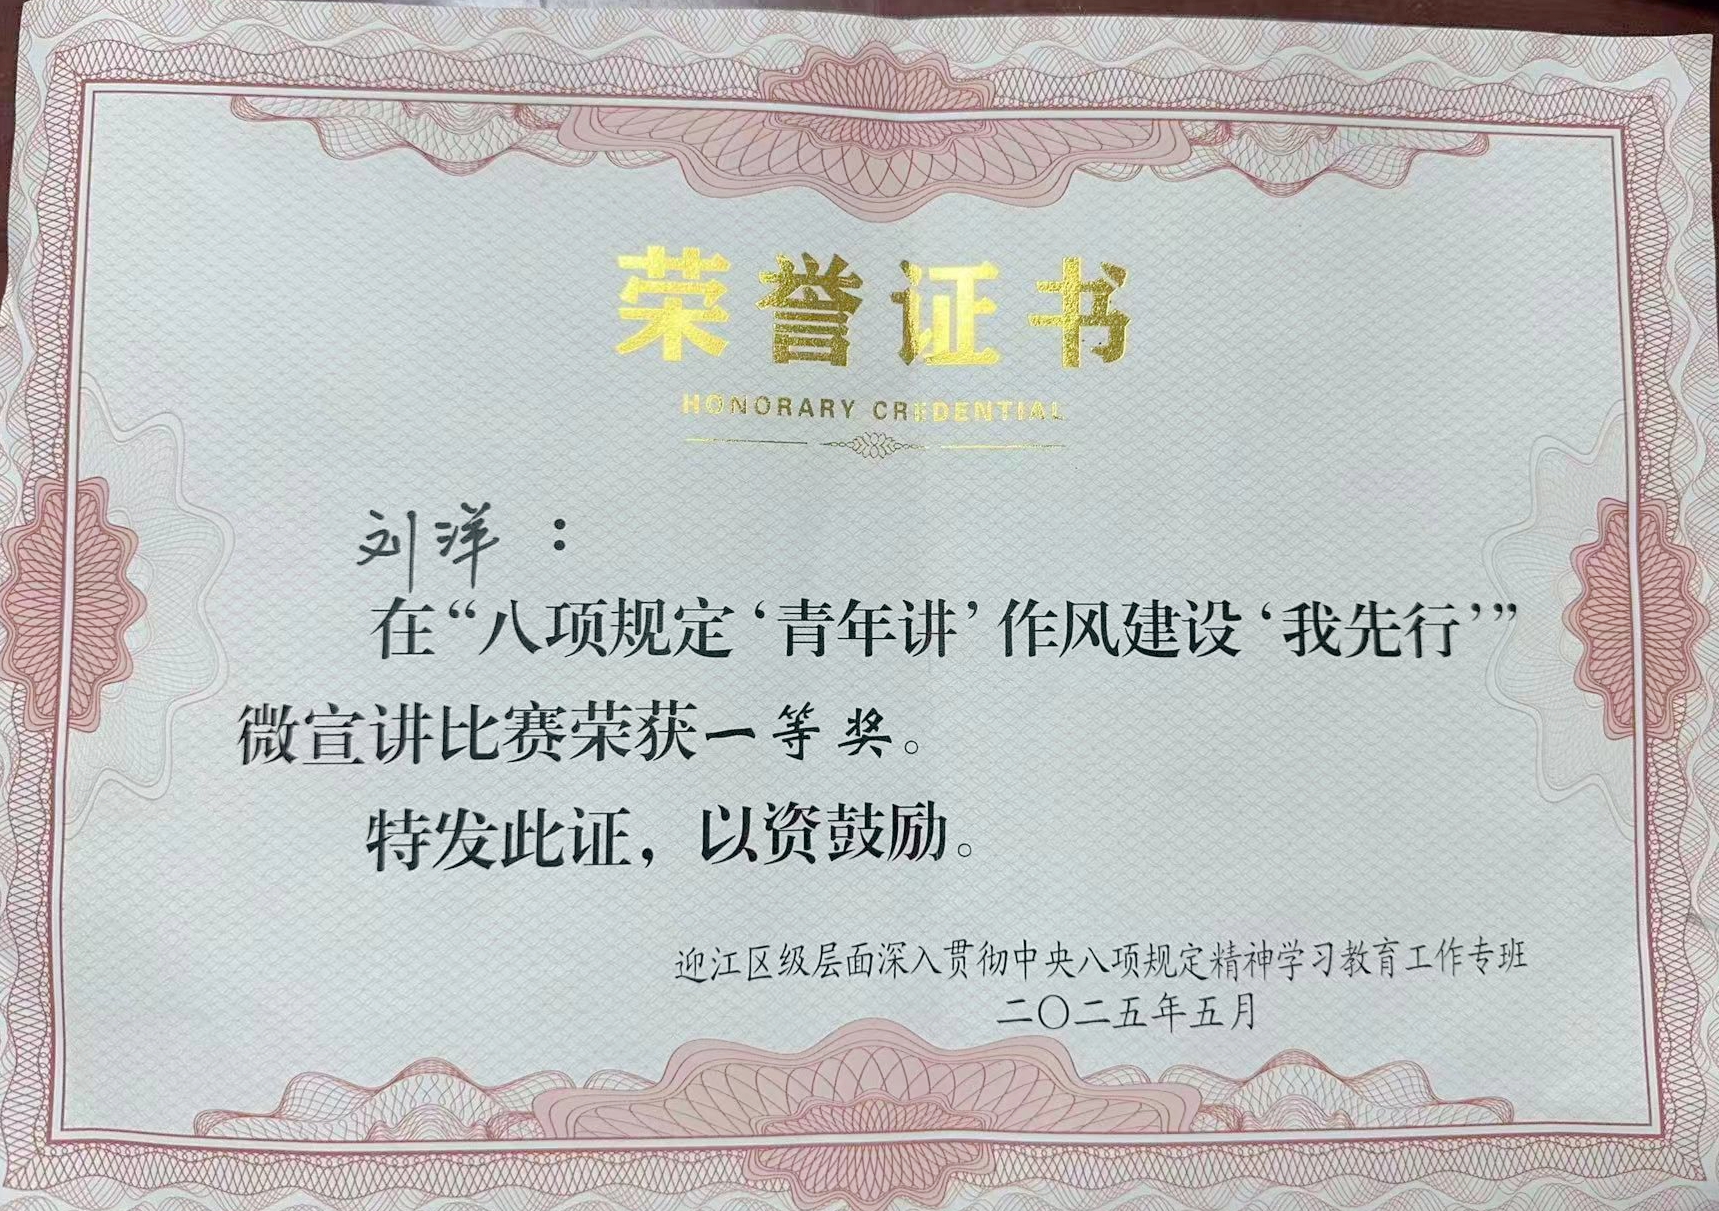 荣誉证书
HONORARY CREDENTIAL
刘洋：
在“八项规定‘青年讲’作风建设‘我先行’”
微宣讲比赛荣获一等奖。
特发此证，以资鼓励。
迎江区级层面深入贯彻中央八项规定精神学习教育工作专班
二〇二五年五月